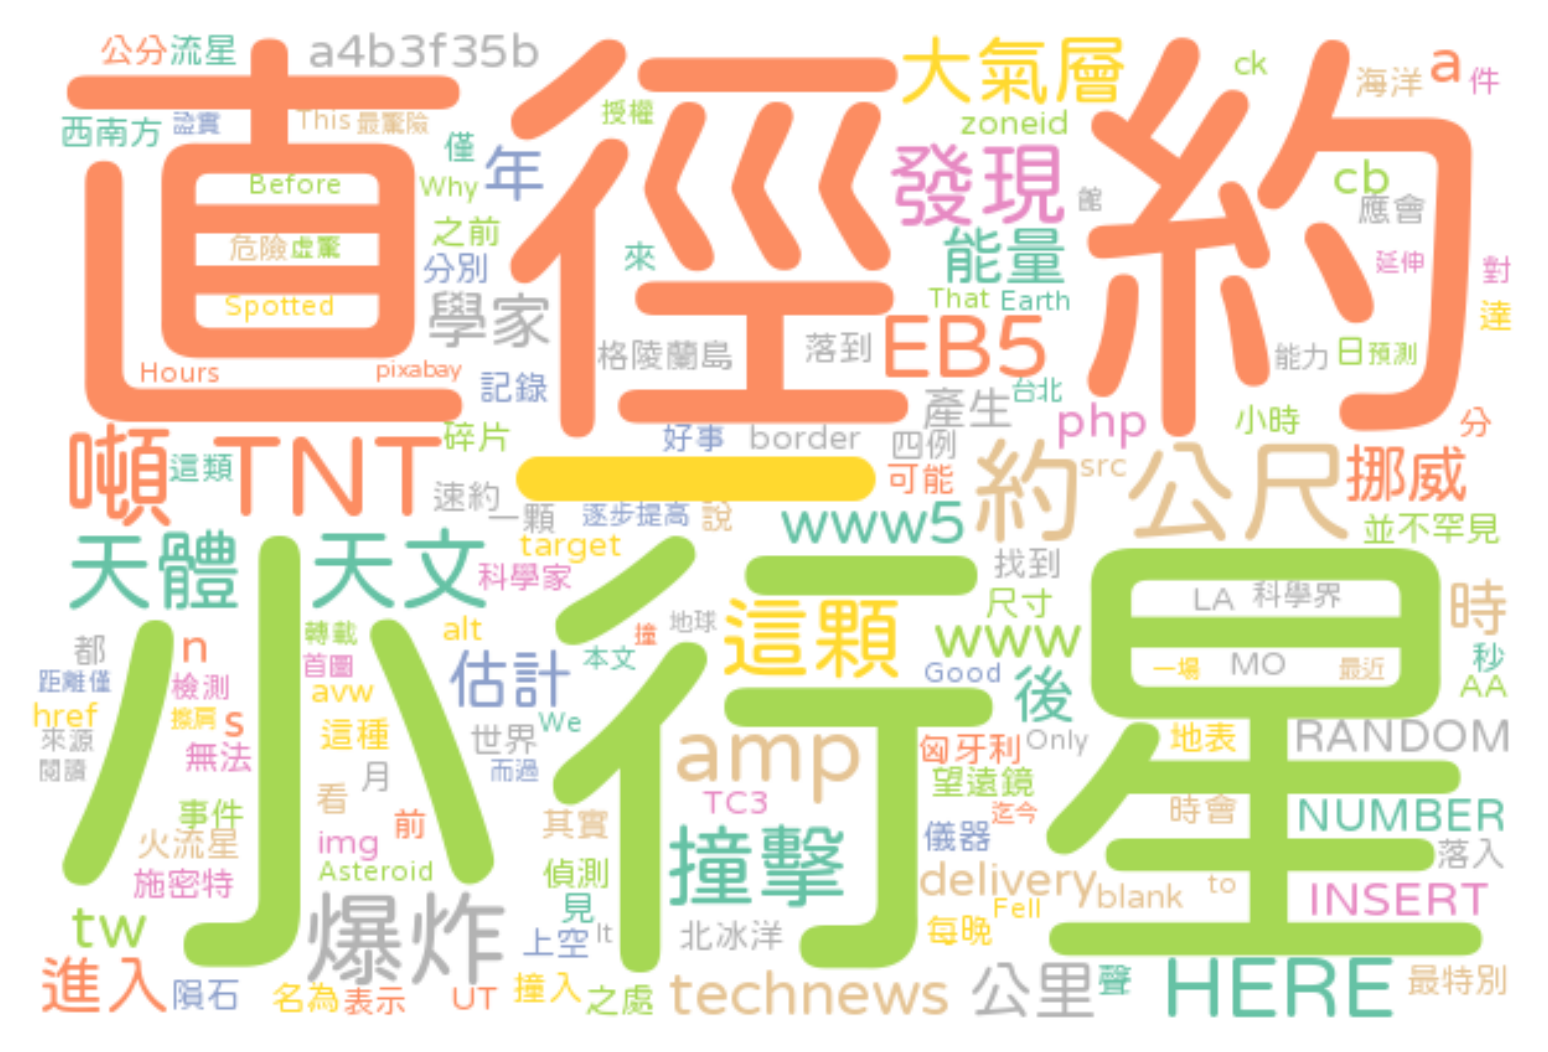 公分 流星 a4b3f35b 大氣層 ck 海洋 a 件
直徑約
西南方 證實 This 最驚險 授權 zoneid
僅 年 發現 cb
Before Why 館 應會
之前 能量
危險 虛驚 來 分別 延伸 對
Spotted 學家 That Earth 達
格陵蘭島 落到 EB5 能力 日 預測
Hours pixabay 記錄 產生 台北
php 小時 分
噸 TNT 碎片 好事 border 四例
這類 一 可能 約 src 公尺 挪威
速約 一顆 逐步提高 說 www5 並不罕見
小行星
天體 天文 target 科學家 找到
尺寸 LA 科學界 時
都 n 轉載 alt 撞 地球 這顆 www
首圖 估計 本文 Good 一場 MO 最近 秒
距離僅 檢測 avw 後 AA
href 擦肩 s We
來源 無法 這種 世界 amp 匈牙利 Only 地表 RANDOM
閱讀 月 而過 望遠鏡
看 TC3
事件 前 其實 迄今 時會 NUMBER
火流星 img 撞擊 儀器 落入
施密特 Asteroid 偵測 delivery blank to INSERT
tw 爆炸 見 Fell
上空 It 北冰洋 每晚
進入 隕石 名為 表示 UT 撞入 之處 technews 公里 聲 HERE 最特別